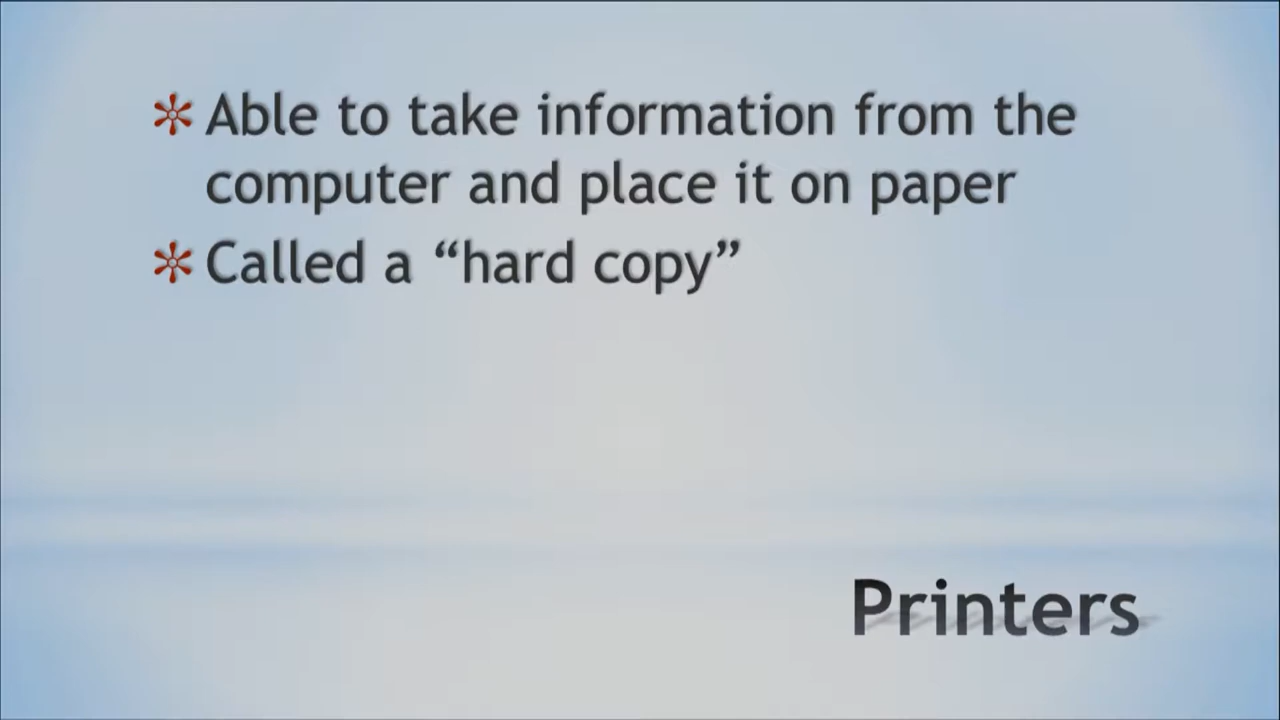 * Able to take information from the
computer and place it on paper
* Called a “hard copy”
Printers